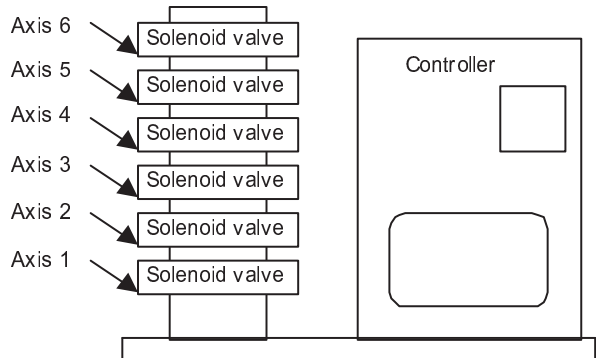 Axis 6
Solenoid valve
Controller
Axis 5
Solenoid valve
Axis 4
Solenoid valve
Axis 3
Solenoid valve
Axis 2
Solenoid valve
Axis 1
Solenoid valve